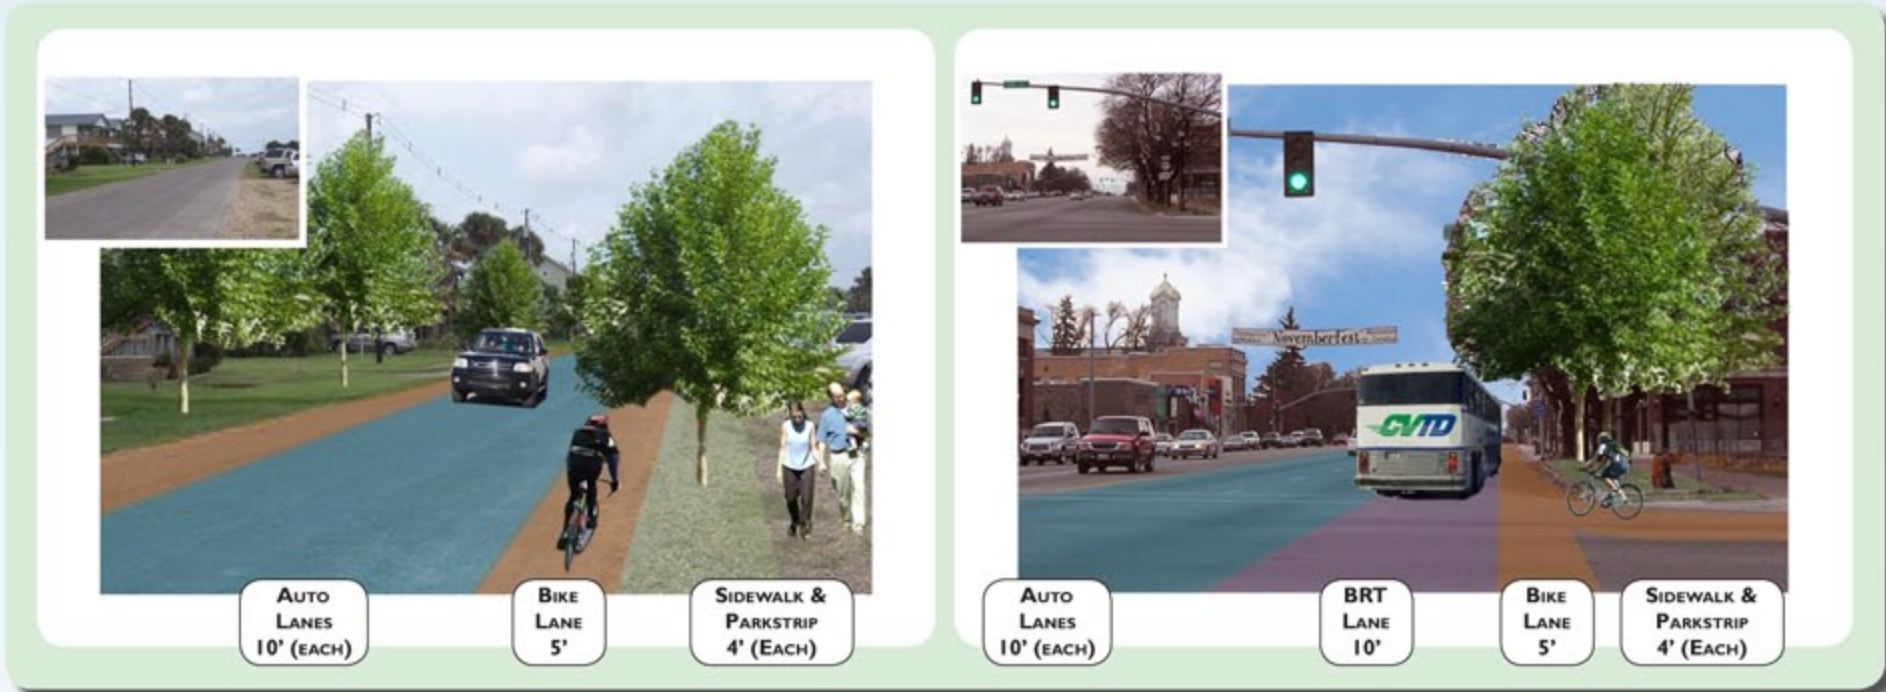 Novemberfest
CVTD
AUTO
LANES
10' (EACH)
BIKE
LANE
5'
SIDEWALK &
PARKSTRIP
4' (EACH)
AUTO
LANES
10' (EACH)
BRT
LANE
10'
BIKE
LANE
5'
SIDEWALK &
PARKSTRIP
4' (EACH)